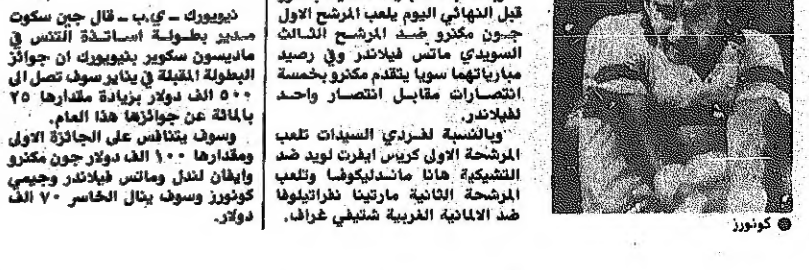 قبل النهائي اليوم يلعب المرشح الاول
جون مكنرو ضد المرشح الثالث
السويدي ماتس فيلاندر وفي رصيد
مبارياتهما سويا يتقدم مكنرو بخمسة
انتصارات مقابل انتصار واحد
لفيلاندر.
وبالنسبة لفردي السيدات تلعب
المرشحة الاولى كريس ايفرت لويد ضد
التشيكية هانا ماندليكوفا وتلعب
المرشحة الثانية مارتينا نفراتيلوفا
ضد الالمانية الغربية شتيفي غراف.
نيويورك ـ ي.ب ـ قال جين سكوت
مدير بطولة اساتذة التنس في
ماديسون سكوير بنيويورك ان جوائز
البطولة المقبلة في يناير سوف تصل الى
٥٠٠ الف دولار بزيادة مقدارها ٢٥
بالمائة عن جوائزها هذا العام.
وسوف يتنافس على الجائزة الاولى
ومقدارها ١٠٠ الف دولار جون مكنرو
وايفان لندل وماتس فيلاندر وجيمي
كونورز وسوف ينال الخاسر ٧٠ الف
دولار.
● كونورز